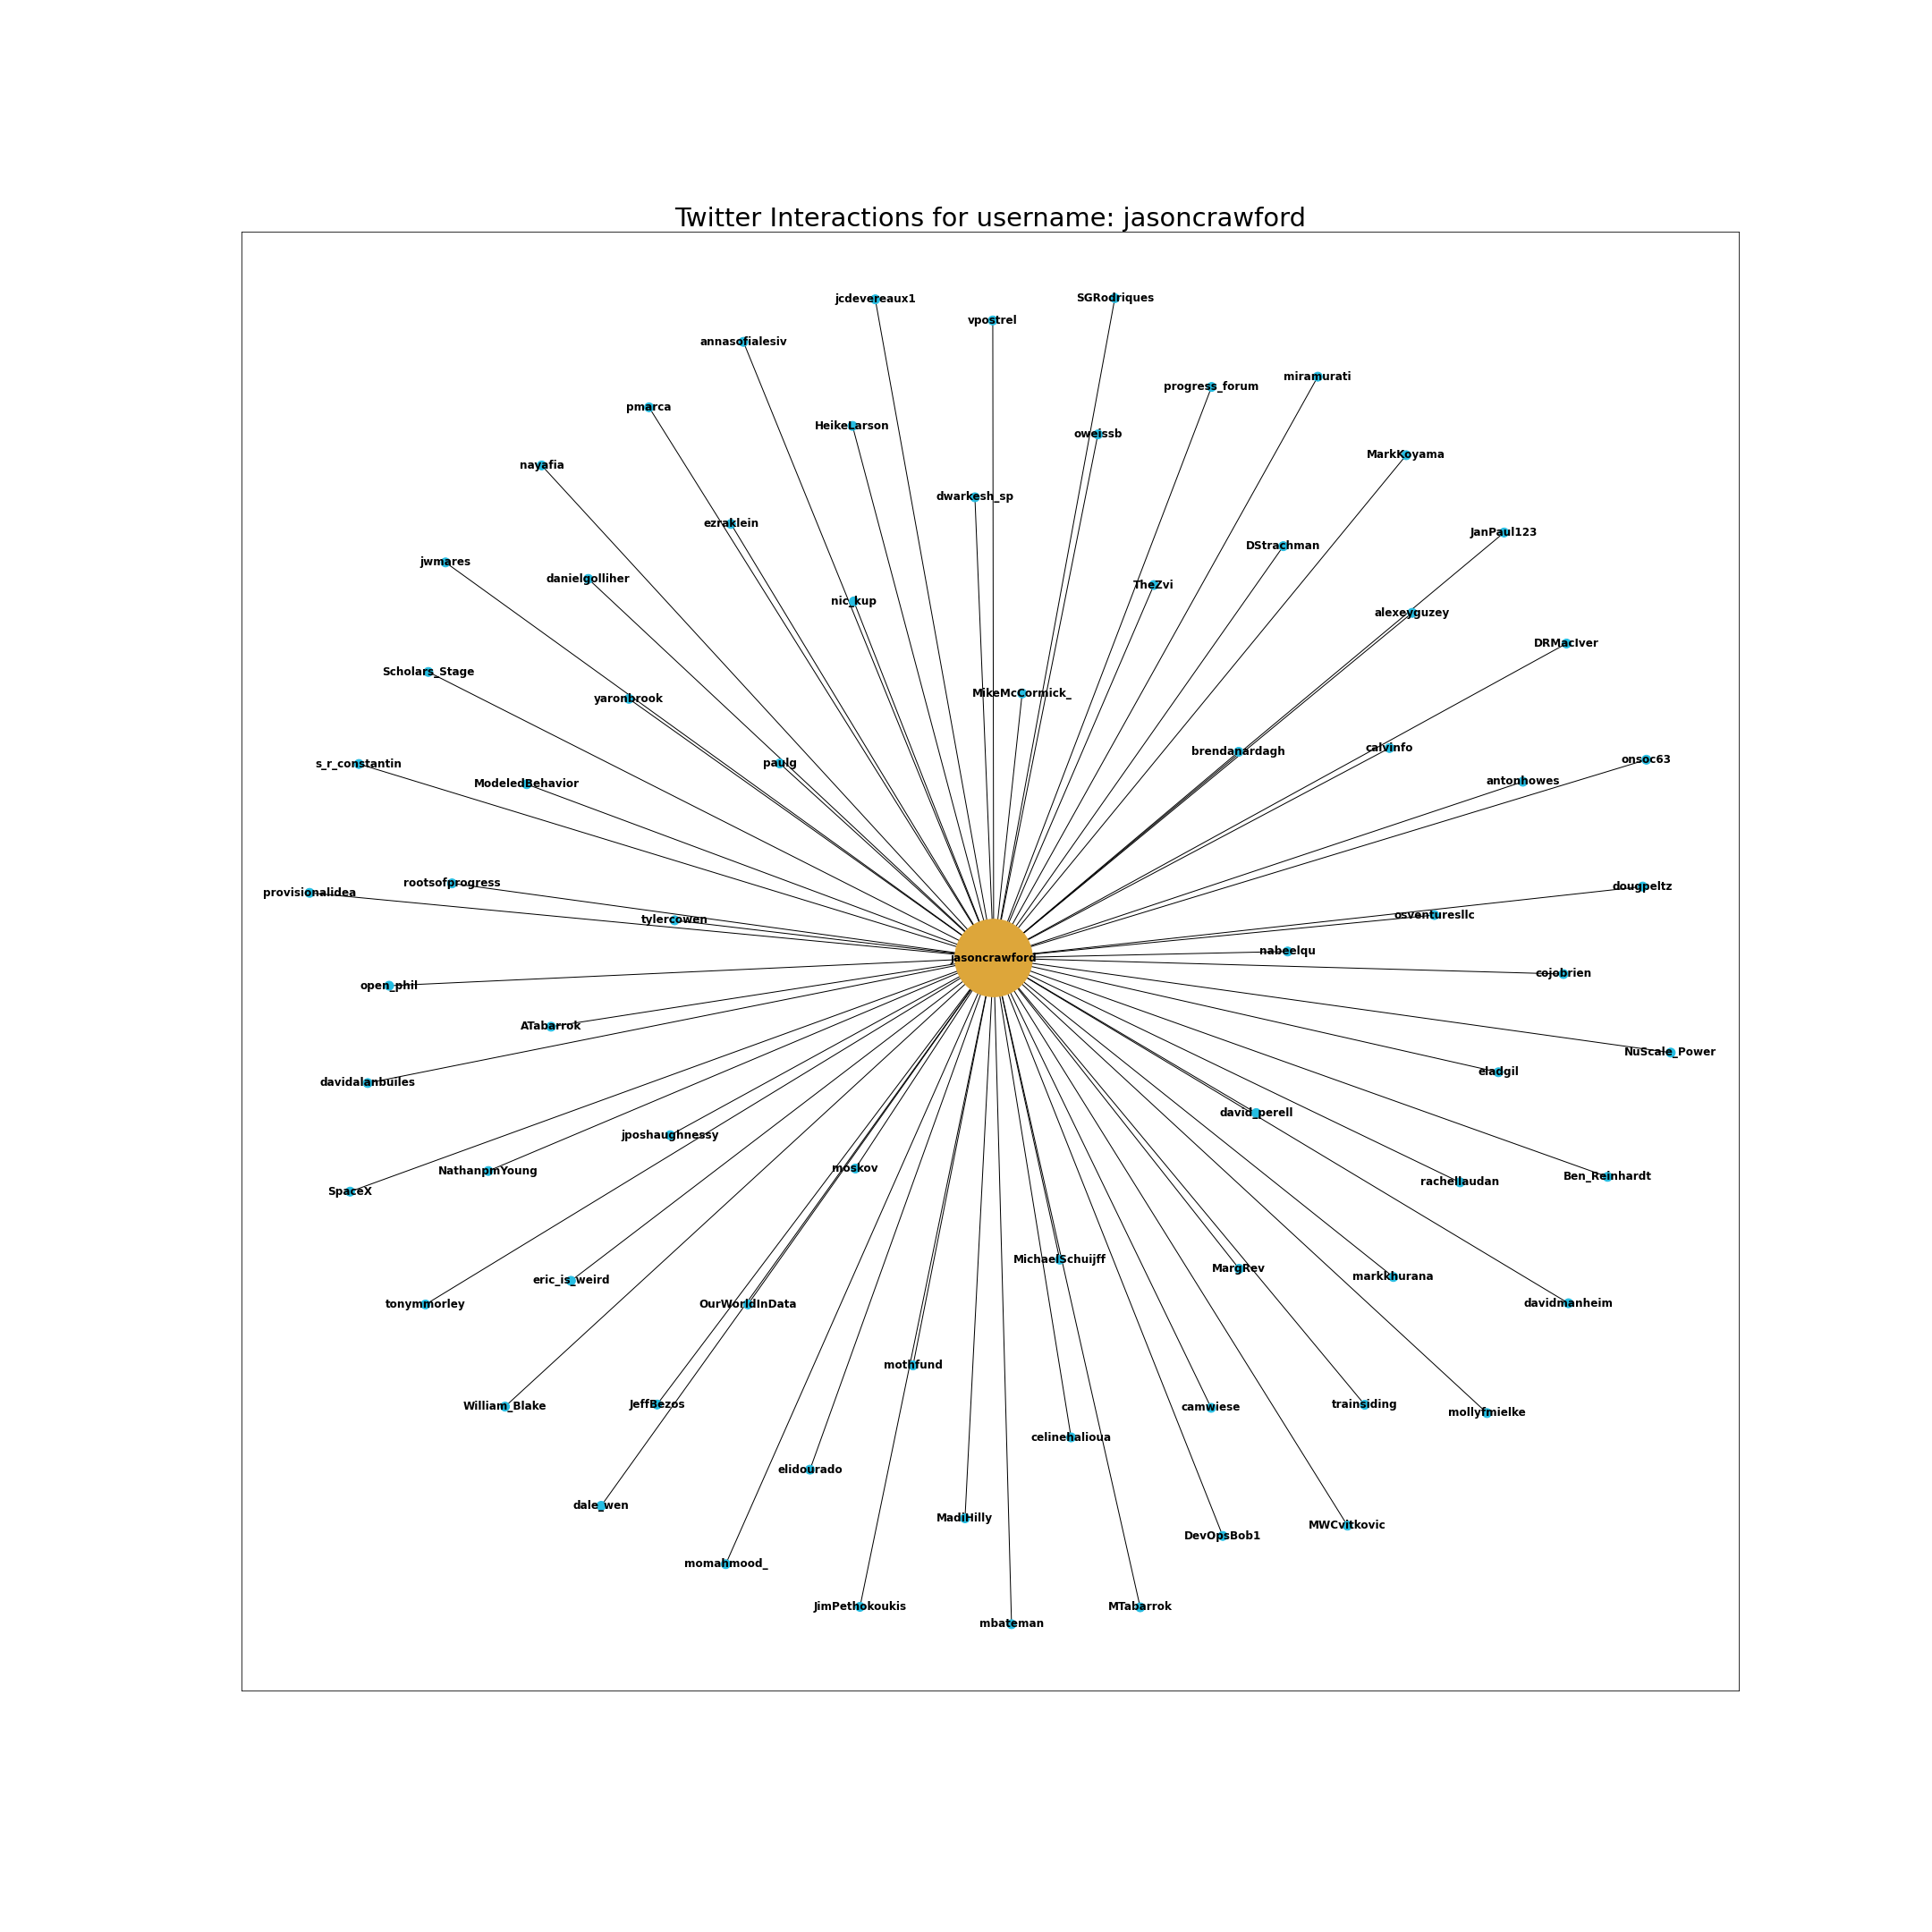 Twitter Interactions for username: jasoncrawford
SGRodriques
jcdevereaux1
vpostrel
annasofialesiv
miramurati
progress_forum
pmarca
HeikeLarson
oweissb
MarkKoyama
nayafia
dwarkesh_sp
ezraklein
JanPaul123
DStrachman
jwmares
danielgolliher
TheZvi
nic_kup
alexeyguzey
DRMacIver
Scholars_Stage
MikeMcCormick_
yaronbrook
calvinfo
brendanardagh
onsoc63
paulg
s_r_constantin
antonhowes
ModeledBehavior
rootsofprogress
dougpeltz
provisionalidea
osventuresllc
tylercowen
nabeelqu
jasoncrawford
cojobrien
open_phil
ATabarrok
NuScale_Power
eladgil
davidalanbuiles
david_perell
jposhaughnessy
moskov
NathanpmYoung
Ben_Reinhardt
rachellaudan
SpaceX
MichaelSchuijff
MargRev
markkhurana
eric_is_weird
davidmanheim
tonymmorley
OurWorldInData
mothfund
JeffBezos
trainsiding
William_Blake
camwiese
mollyfmielke
celinehalioua
elidourado
dale_wen
MadiHilly
MWCvitkovic
DevOpsBob1
momahmood_
JimPethokoukis
MTabarrok
mbateman